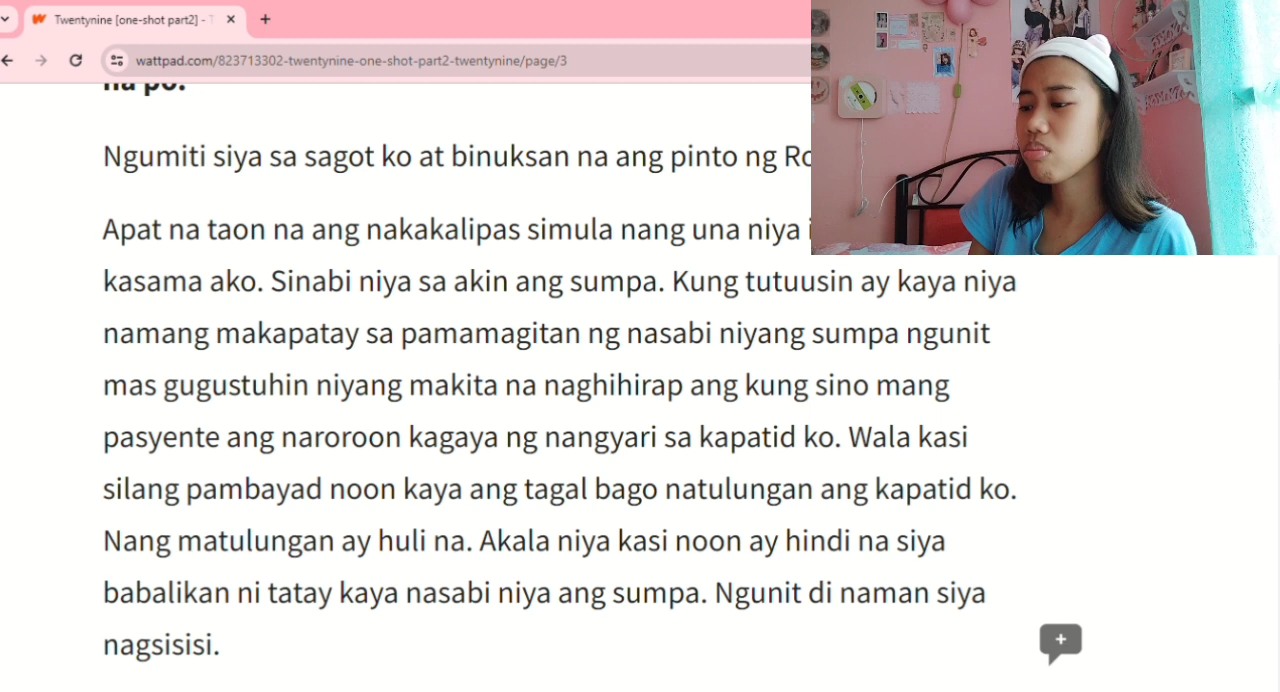 Twentynine [one-shot part2] -
wattpad.com/823713302-twentynine-one-shot-part2-twentynine/page/3
na po.
Ngumiti siya sa sagot ko at binuksan na ang pinto ng
Apat na taon na ang nakakalipas simula nang una niya
kasama ako. Sinabi niya sa akin ang sumpa. Kung tutuusin ay kaya niya
namang makapatay sa pamamagitan ng nasabi niyang sumpa ngunit
mas gugustuhin niyang makita na naghihirap ang kung sino mang
pasyente ang naroroon kagaya ng nangyari sa kapatid ko. Wala kasi
silang pambayad noon kaya ang tagal bago natulungan ang kapatid ko.
Nang matulungan ay huli na. Akala niya kasi noon ay hindi na siya
babalikan ni tatay kaya nasabi niya ang sumpa. Ngunit di naman siya
nagsisisi.